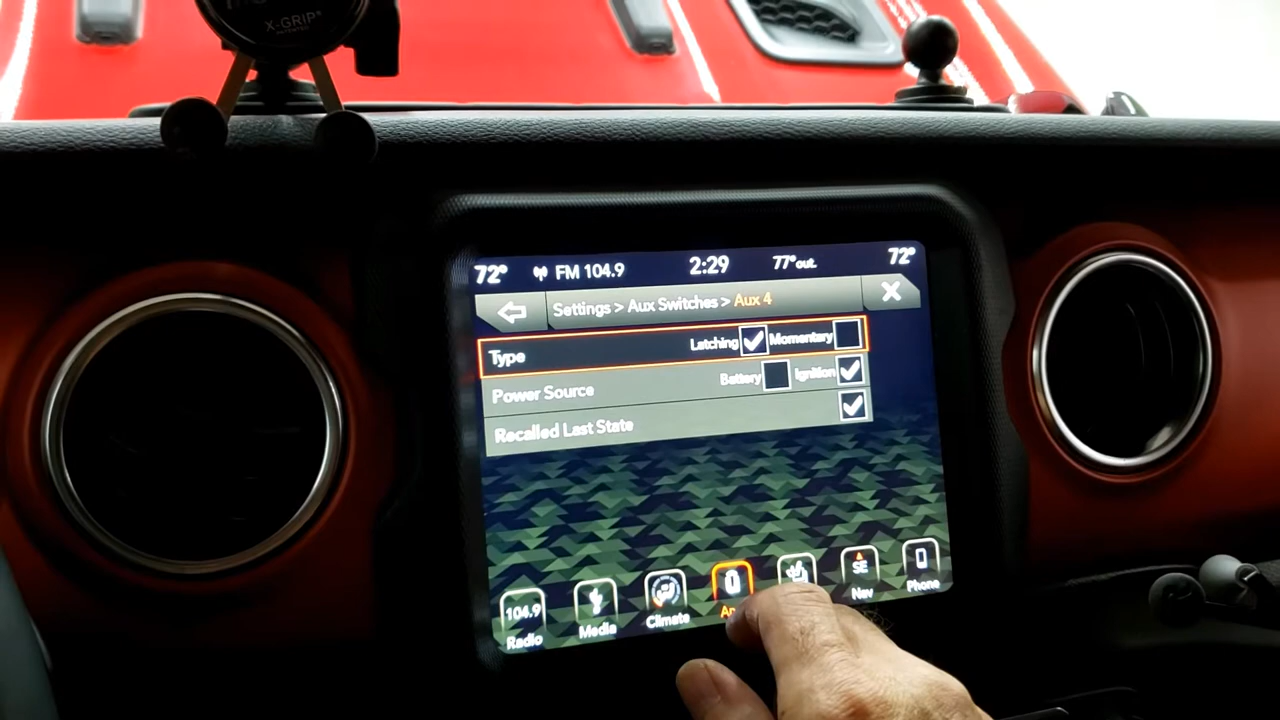 X-GRIP®
PATENTED
72° FM 104.9 2:29 77°out. 72°
Settings > Aux Switches > Aux 4
Type Latching Momentary
Power Source Battery Ignition
Recalled Last State
104.9 SE
Radio Media Climate Nav Phone